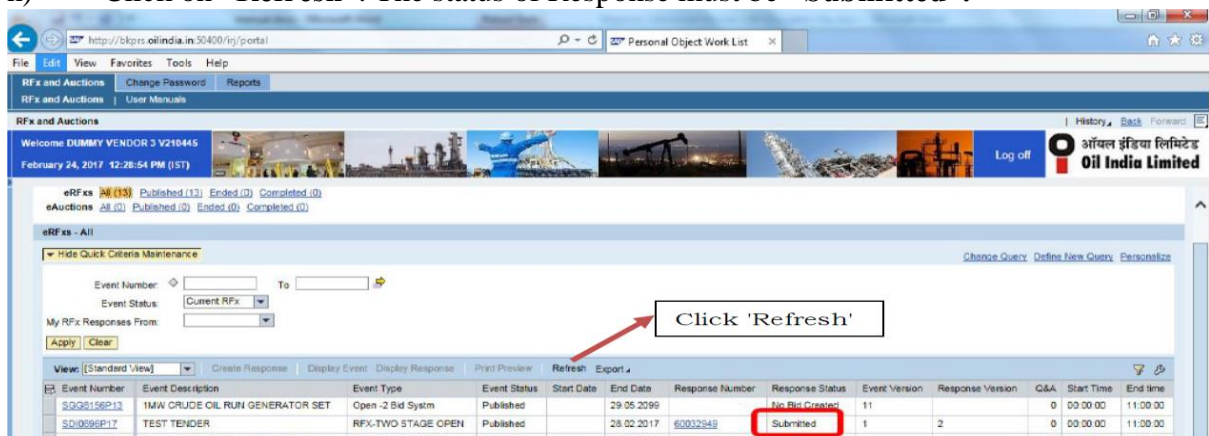 Click on "Refresh". The status of Response must be "Submitted".
http://bkprs.oilindia.in:50400/irj/portal
Personal Object Work List
File Edit View Favorites Tools Help
RFx and Auctions Change Password Reports
RFx and Auctions | User Manuals
RFx and Auctions | History Back Forward
Welcome DUMMY VENDOR 3 V210445
February 24, 2017 12:28:54 PM (IST)
Log off
ऑयल इंडिया लिमिटेड
Oil India Limited
eRFxs All (13) Published (13) Ended (0) Completed (0)
eAuctions All (0) Published (0) Ended (0) Completed (0)
eRFxs - All
Hide Quick Criteria Maintenance Change Query Define New Query Personalize
Event Number: To
Event Status: Current RFx
My RFx Responses From:
Click 'Refresh'
Apply Clear
View: [Standard View] Create Response Display Event Display Response Print Preview Refresh Export
Event Number Event Description Event Type Event Status Start Date End Date Response Number Response Status Event Version Response Version Q&A Start Time End time
SGG8156P13 1MW CRUDE OIL RUN GENERATOR SET Open -2 Bid Systm Published 29.05.2099 No Bid Created 11 0 00:00:00 11:00:00
SDI0696P17 TEST TENDER RFX-TWO STAGE OPEN Published 28.02.2017 60032949 Submitted 1 2 0 00:00:00 11:00:00